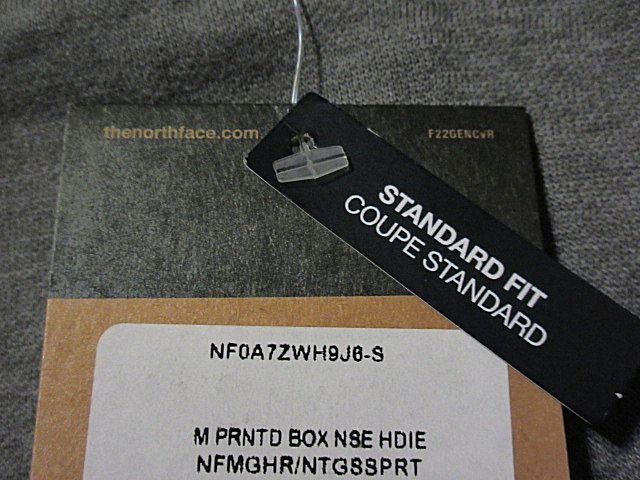 thenorthface.com
F22GENCVR
STANDARD FIT
COUPE STANDARD
NF0A7ZWH9J6-S
M PRNTD BOX NSE HDIE
NFMGHR/NTGSSPRT